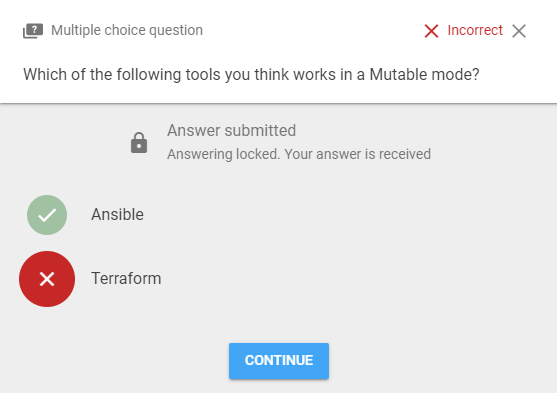 Multiple choice question
Incorrect
Which of the following tools you think works in a Mutable mode?
Answer submitted
Answering locked. Your answer is received
Ansible
Terraform
CONTINUE